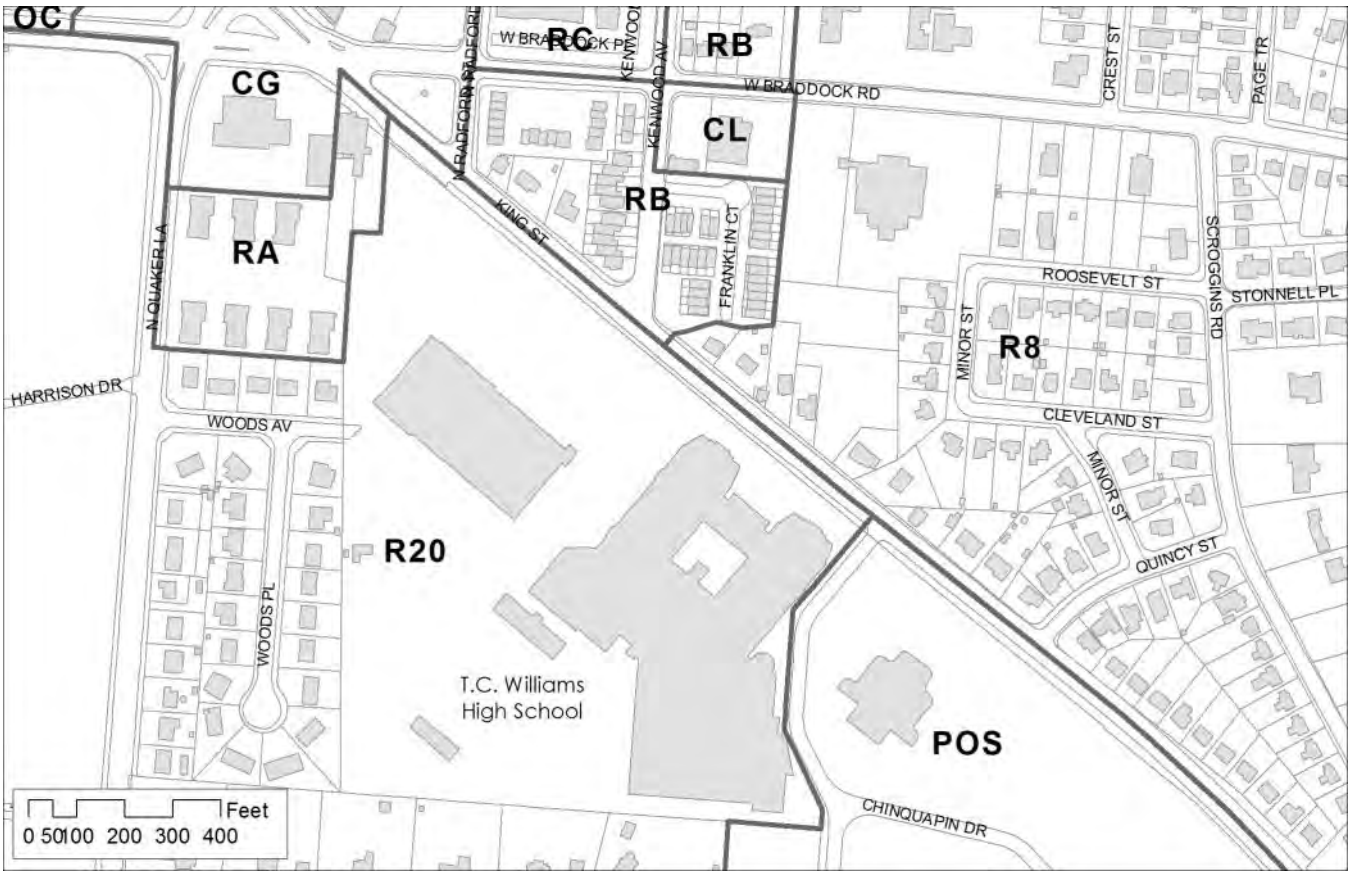 OC
CG
N RADFORD
N RADFORD
W BRADDOCK PL
RC
KENWOOD
RB
CREST ST
PAGE TR
W BRADDOCK RD
KENWOOD AV
CL
RA
N QUAKER LA
KING ST
RB
FRANKLIN CT
SCROGGINS RD
ROOSEVELT ST
STONNELL PL
MINOR ST
R8
HARRISON DR
WOODS AV
CLEVELAND ST
MINOR ST
QUINCY ST
R20
WOODS PL
T.C. Williams
High School
POS
CHINQUAPIN DR
Feet
0 50100 200 300 400